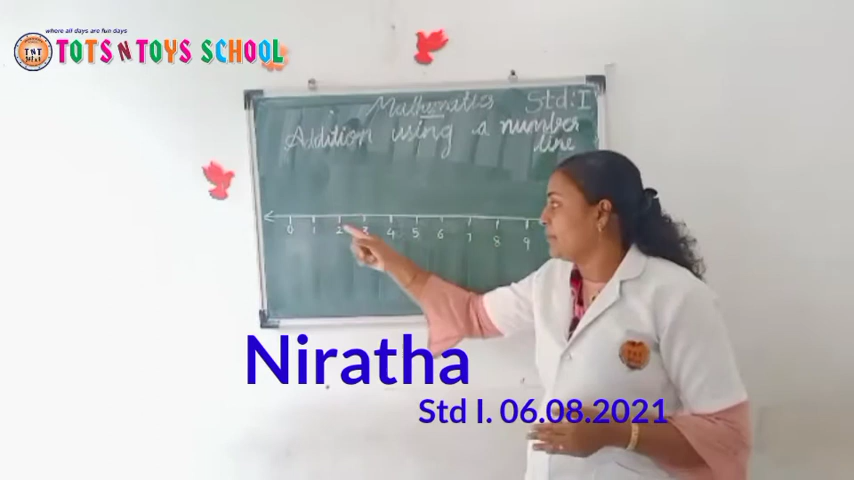 where all days are fun days
TNT
TOTS N TOYS SCHOOL
Mathematics Std:I
Addition using a number
line
0 1 2 3 4 5 6 7 8 9
Niratha
Std I. 06.08.2021